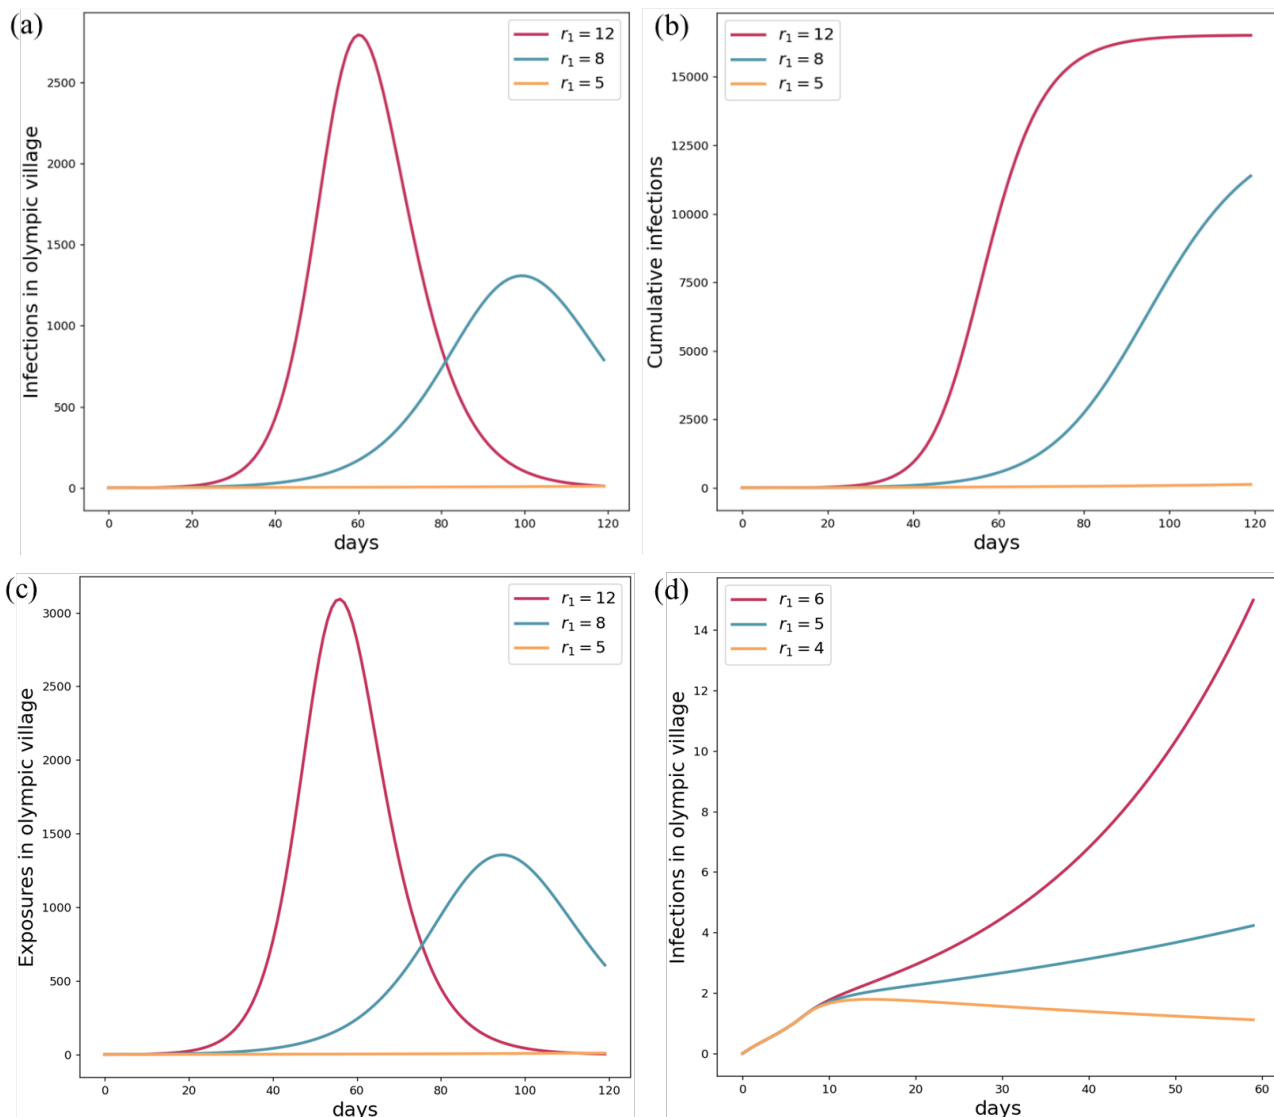 (a)
r₁ = 12
r₁ = 8
r₁ = 5
Infections in olympic village
2500
2000
1500
1000
500
0
0 20 40 60 80 100 120
days
(b)
r₁ = 12
r₁ = 8
r₁ = 5
Cumulative infections
15000
12500
10000
7500
5000
2500
0
0 20 40 60 80 100 120
days
(c)
r₁ = 12
r₁ = 8
r₁ = 5
Exposures in olympic village
3000
2500
2000
1500
1000
500
0
0 20 40 60 80 100 120
days
(d)
r₁ = 6
r₁ = 5
r₁ = 4
Infections in olympic village
14
12
10
8
6
4
2
0
0 10 20 30 40 50 60
days